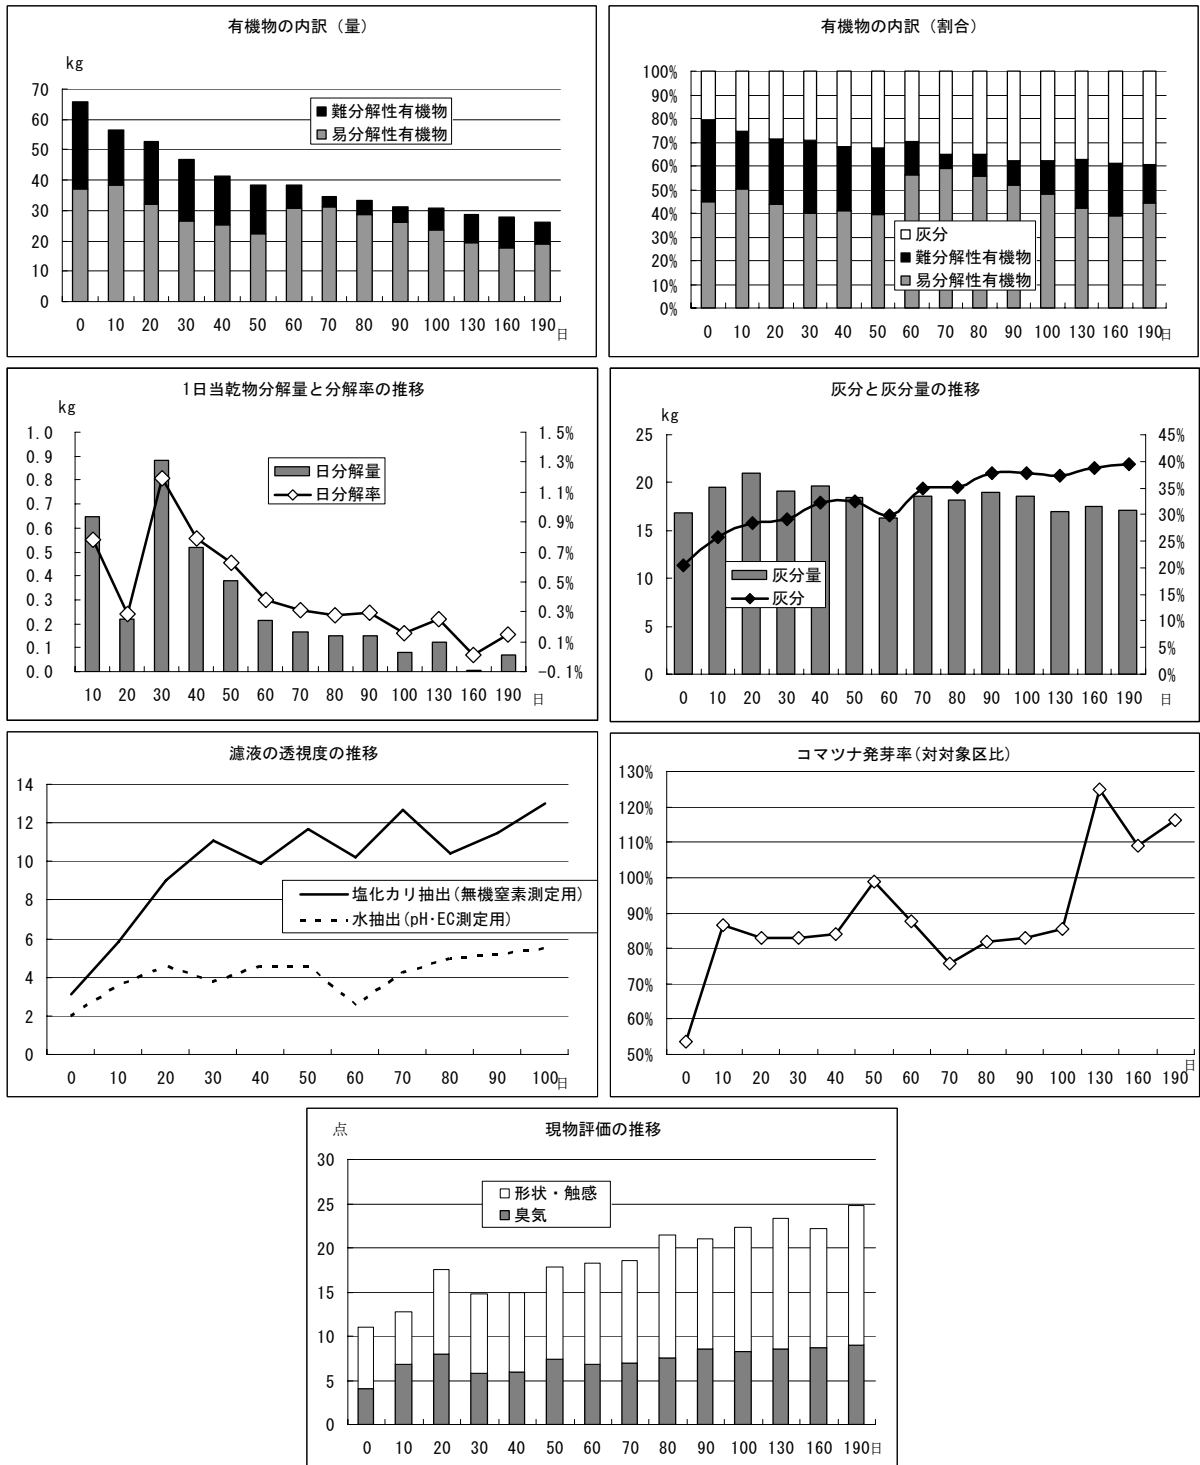 有機物の内訳（量）
kg
70
60
50
40
30
20
10
0
難分解性有機物
易分解性有機物
0 10 20 30 40 50 60 70 80 90 100 130 160 190 日
有機物の内訳（割合）
100%
90%
80%
70%
60%
50%
40%
30%
20%
10%
0%
灰分
難分解性有機物
易分解性有機物
0 10 20 30 40 50 60 70 80 90 100 130 160 190 日
1日当乾物分解量と分解率の推移
kg
1.0
0.9
0.8
0.7
0.6
0.5
0.4
0.3
0.2
0.1
0.0
1.5%
1.3%
1.1%
0.9%
0.7%
0.5%
0.3%
0.1%
-0.1%
日分解量
日分解率
10 20 30 40 50 60 70 80 90 100 130 160 190 日
灰分と灰分量の推移
kg
25
20
15
10
5
0
45%
40%
35%
30%
25%
20%
15%
10%
5%
0%
灰分量
灰分
0 10 20 30 40 50 60 70 80 90 100 130 160 190 日
濾液の透視度の推移
14
12
10
8
6
4
2
0
塩化カリ抽出(無機窒素測定用)
水抽出(pH・EC測定用)
0 10 20 30 40 50 60 70 80 90 100 日
コマツナ発芽率(対対象区比)
130%
120%
110%
100%
90%
80%
70%
60%
50%
0 10 20 30 40 50 60 70 80 90 100 130 160 190 日
現物評価の推移
点
30
25
20
15
10
5
0
形状・触感
臭気
0 10 20 30 40 50 60 70 80 90 100 130 160 190 日